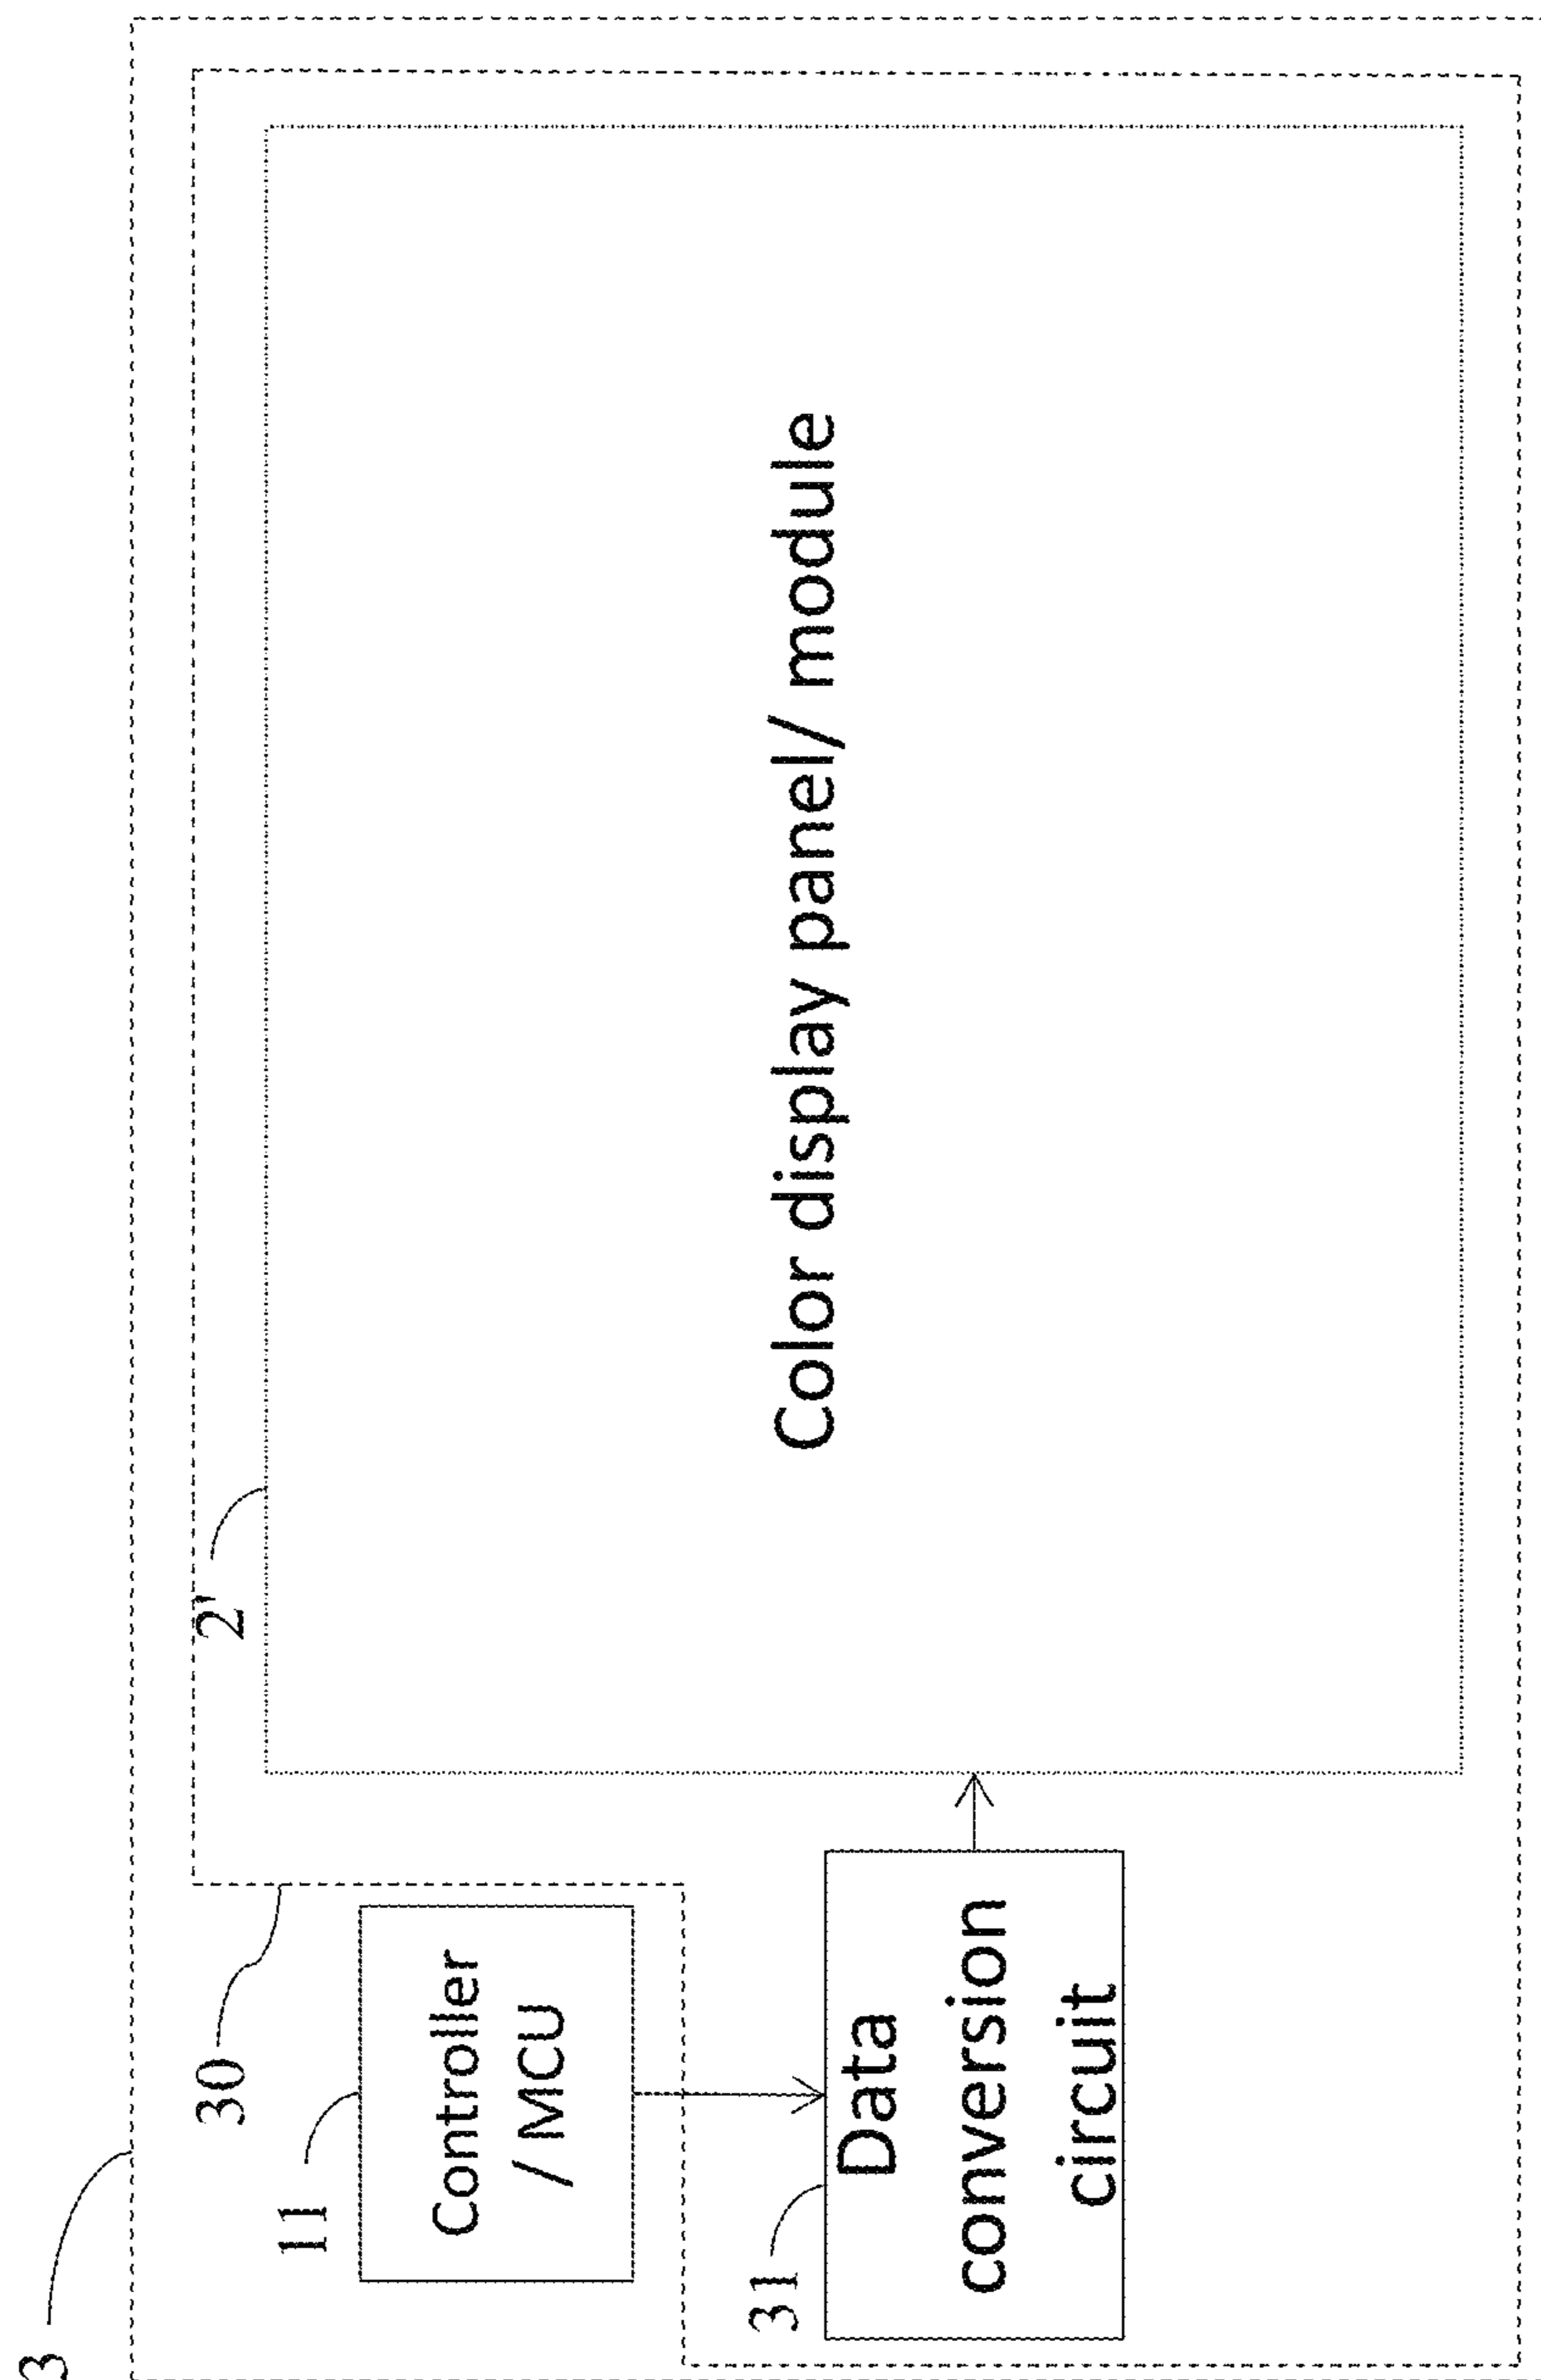 3
30
2'
11
Controller
/ MCU
Color display panel/ module
31
Data
conversion
circuit